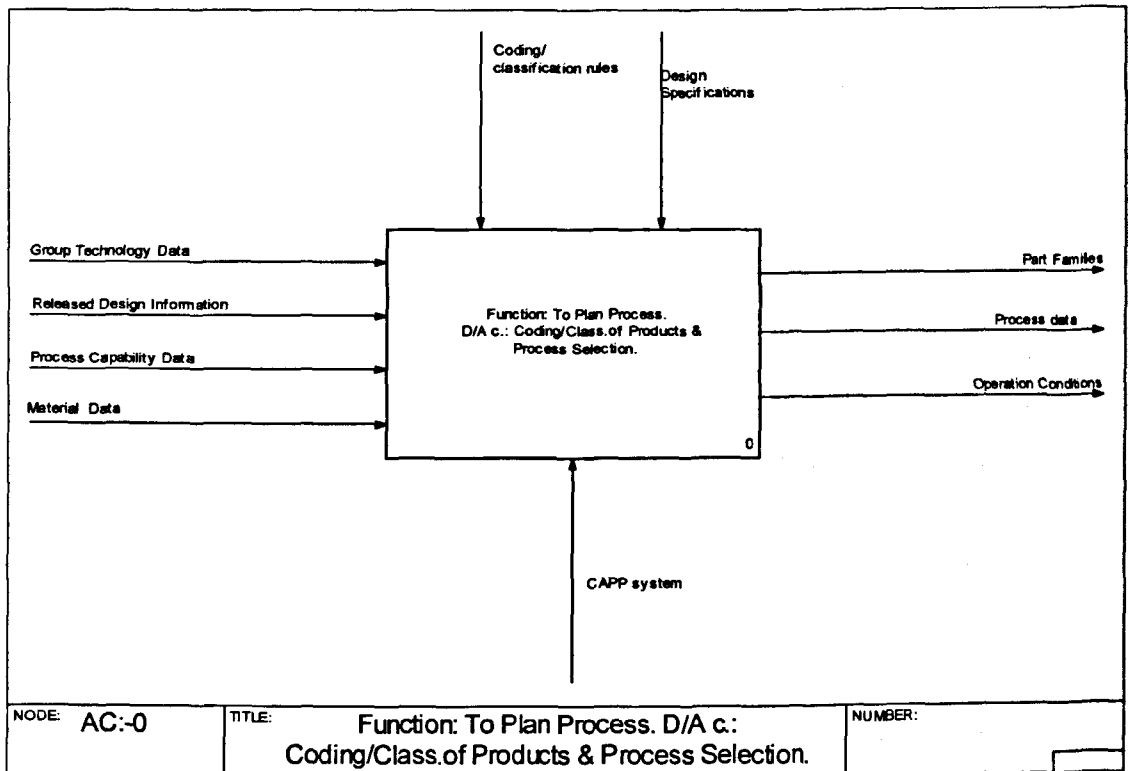 Coding/
classification rules
Design
Specifications
Group Technology Data
Released Design Information
Process Capability Data
Material Data
Function: To Plan Process.
D/A c.: Coding/Class.of Products &
Process Selection.
0
Part Families
Process data
Operation Conditions
CAPP system
NODE: AC:-0
TITLE: Function: To Plan Process. D/A c.:
Coding/Class.of Products & Process Selection.
NUMBER: